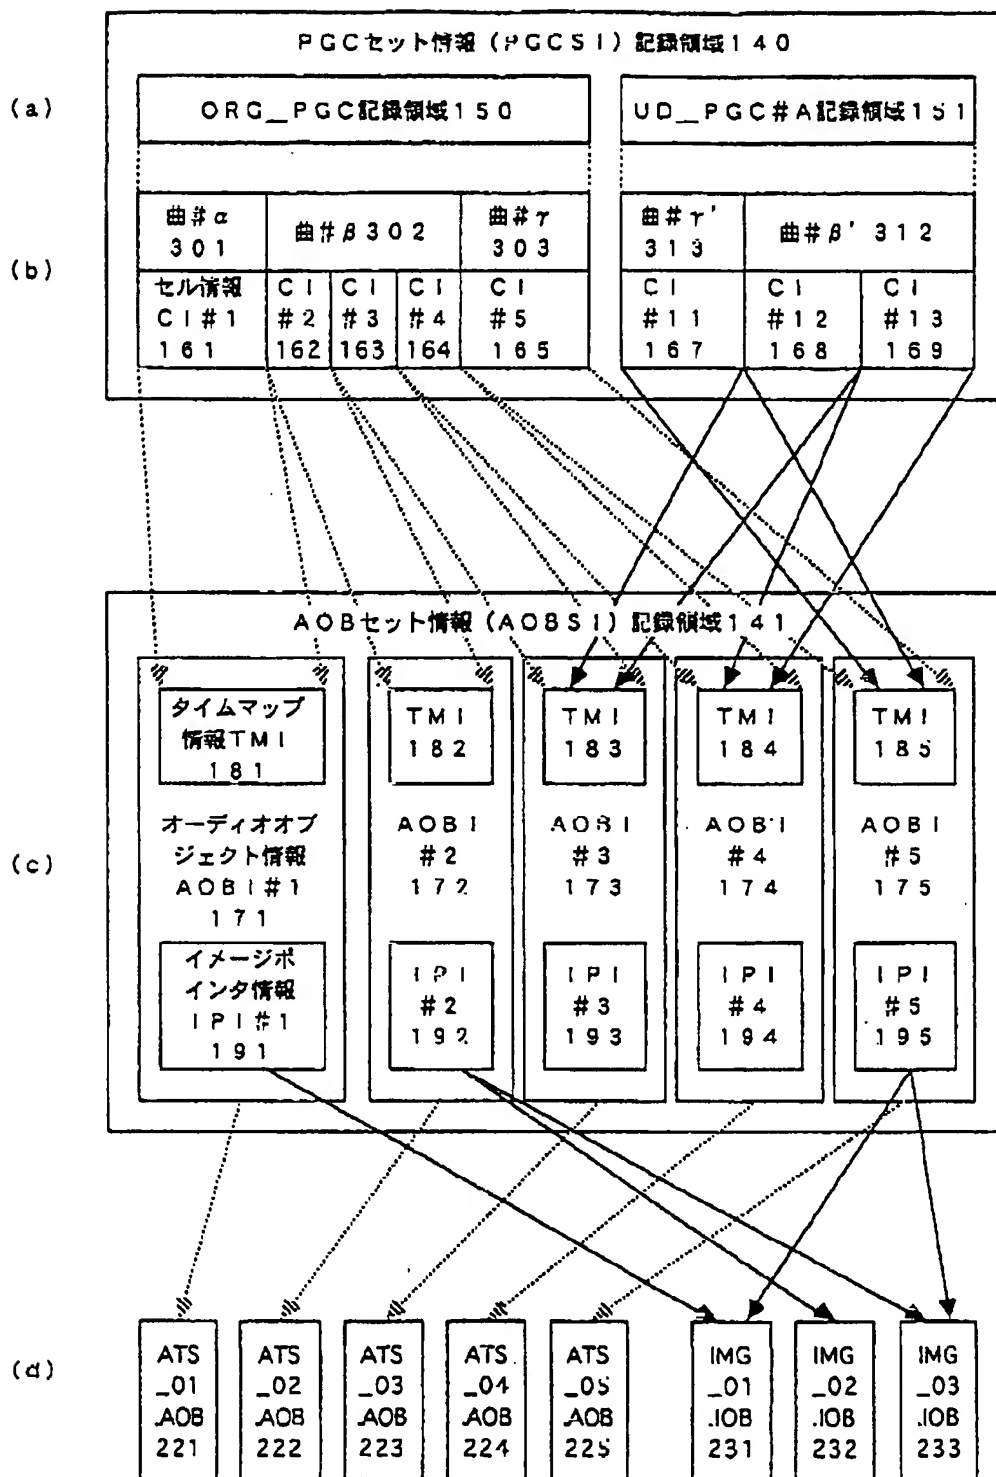 PGCセット情報(PGCSI)記録領域140
(a)
ORG__PGC記録領域150
UD__PGC#A記録領域151
(b)
曲#α
301
曲#β302
曲#γ
303
曲#γ'
313
曲#β' 312
セル情報
CI#1
161
CI
#2
162
CI
#3
163
CI
#4
164
CI
#5
165
CI
#11
167
CI
#12
168
CI
#13
169
AOBセット情報(AOBSI)記録領域141
(c)
タイムマップ
情報TMI
181
TMI
182
TMI
183
TMI
184
TMI
185
オーディオオブ
ジェクト情報
AOBI#1
171
AOBI
#2
172
AOBI
#3
173
AOBI
#4
174
AOBI
#5
175
イメージポ
インタ情報
IPI#1
191
IPI
#2
192
IPI
#3
193
IPI
#4
194
IPI
#5
195
(d)
ATS
_01
.AOB
221
ATS
_02
.AOB
222
ATS
_03
.AOB
223
ATS
_04
.AOB
224
ATS
_05
.AOB
225
IMG
_01
.IOB
231
IMG
_02
.IOB
232
IMG
_03
.IOB
233